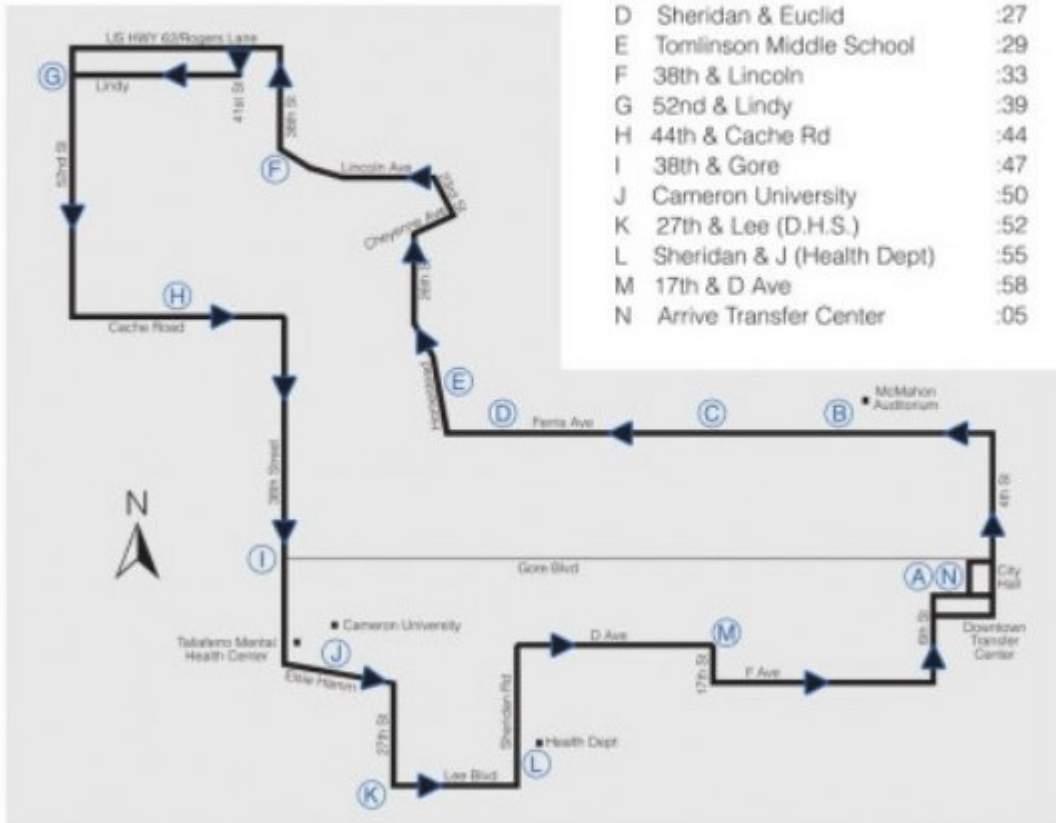 D Sheridan & Euclid :27
E Tomlinson Middle School :29
F 38th & Lincoln :33
G 52nd & Lindy :39
H 44th & Cache Rd :44
I 38th & Gore :47
J Cameron University :50
K 27th & Lee (D.H.S.) :52
L Sheridan & J (Health Dept) :55
M 17th & D Ave :58
N Arrive Transfer Center :05
US HWY 62/Rogers Lane
G
Lindy
41st St
38th St
52nd St
F
Lincoln Ave
23rd St
Cheyenne Ave
26th St
H
Cache Road
E
Homestead
D
Ferris Ave
C
B
McMahon
Auditorium
38th Street
4th St
N
I
Gore Blvd
A N
City
Hall
Cameron University
Taliaferro Mental
Health Center
J
Elsie Hamm
D Ave
M
6th St
Downtown
Transfer
Center
17th St
F Ave
27th St
Sheridan Rd
Health Dept
L
K
Lee Blvd